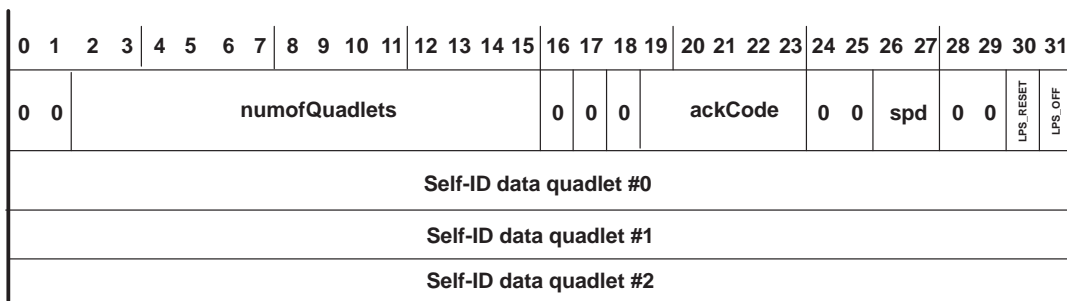 0 1 2 3 4 5 6 7 8 9 10 11 12 13 14 15 16 17 18 19 20 21 22 23 24 25 26 27 28 29 30 31
0 0 numofQuadlets 0 0 0 ackCode 0 0 spd 0 0 LPS_RESET LPS_OFF
Self-ID data quadlet #0
Self-ID data quadlet #1
Self-ID data quadlet #2